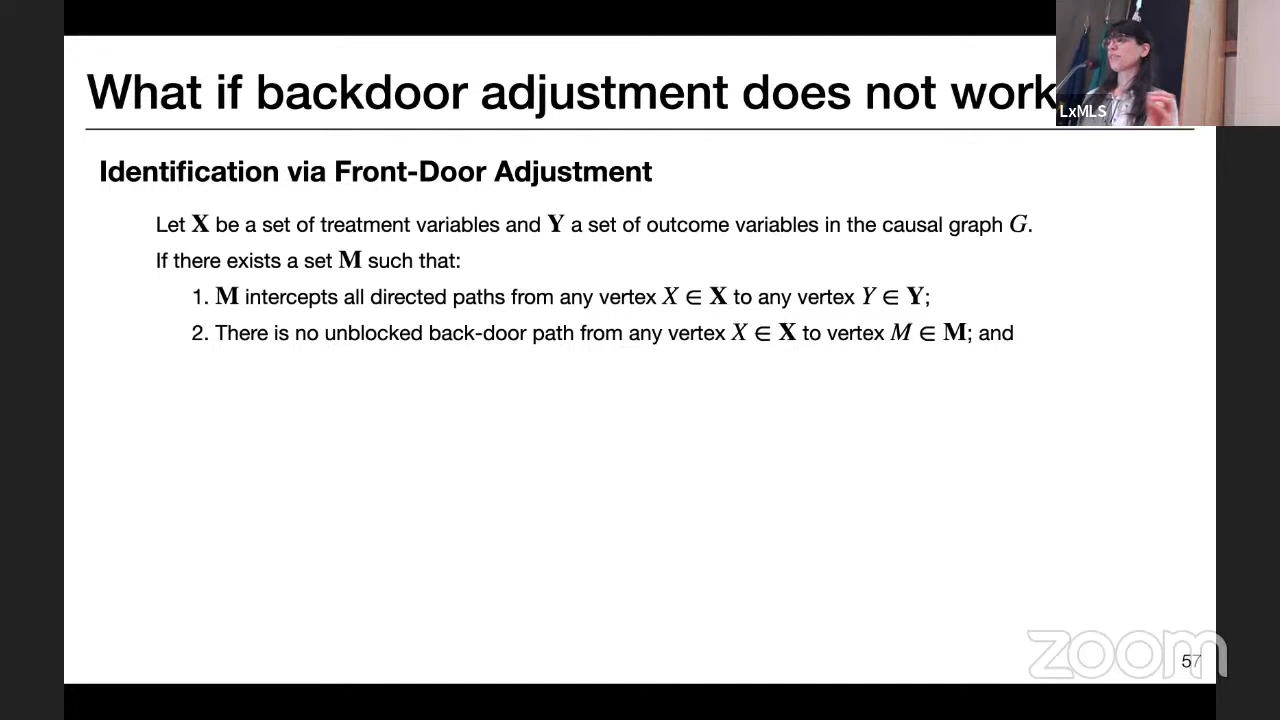 What if backdoor adjustment does not work
LxMLS
Identification via Front-Door Adjustment
Let X be a set of treatment variables and Y a set of outcome variables in the causal graph G.
If there exists a set M such that:
1. M intercepts all directed paths from any vertex X ∈ X to any vertex Y ∈ Y;
2. There is no unblocked back-door path from any vertex X ∈ X to vertex M ∈ M; and
zoom
57